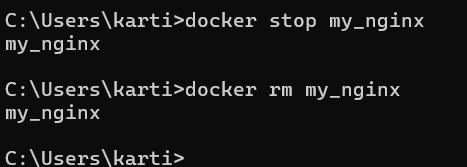 C:\Users\karti>docker stop my_nginx
my_nginx
C:\Users\karti>docker rm my_nginx
my_nginx
C:\Users\karti>